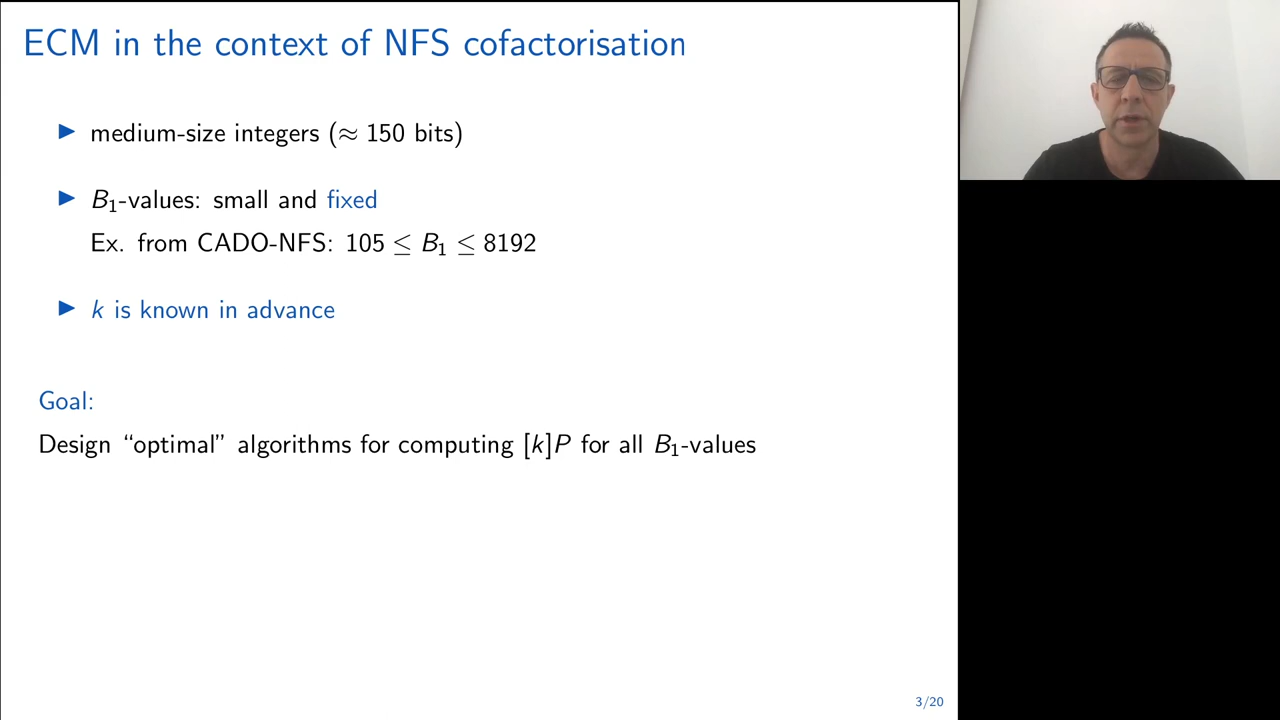 ECM in the context of NFS cofactorisation
▶ medium-size integers (≈ 150 bits)
▶ B₁-values: small and fixed
Ex. from CADO-NFS: 105 ≤ B₁ ≤ 8192
▶ k is known in advance
Goal:
Design “optimal” algorithms for computing [k]P for all B₁-values
3/20